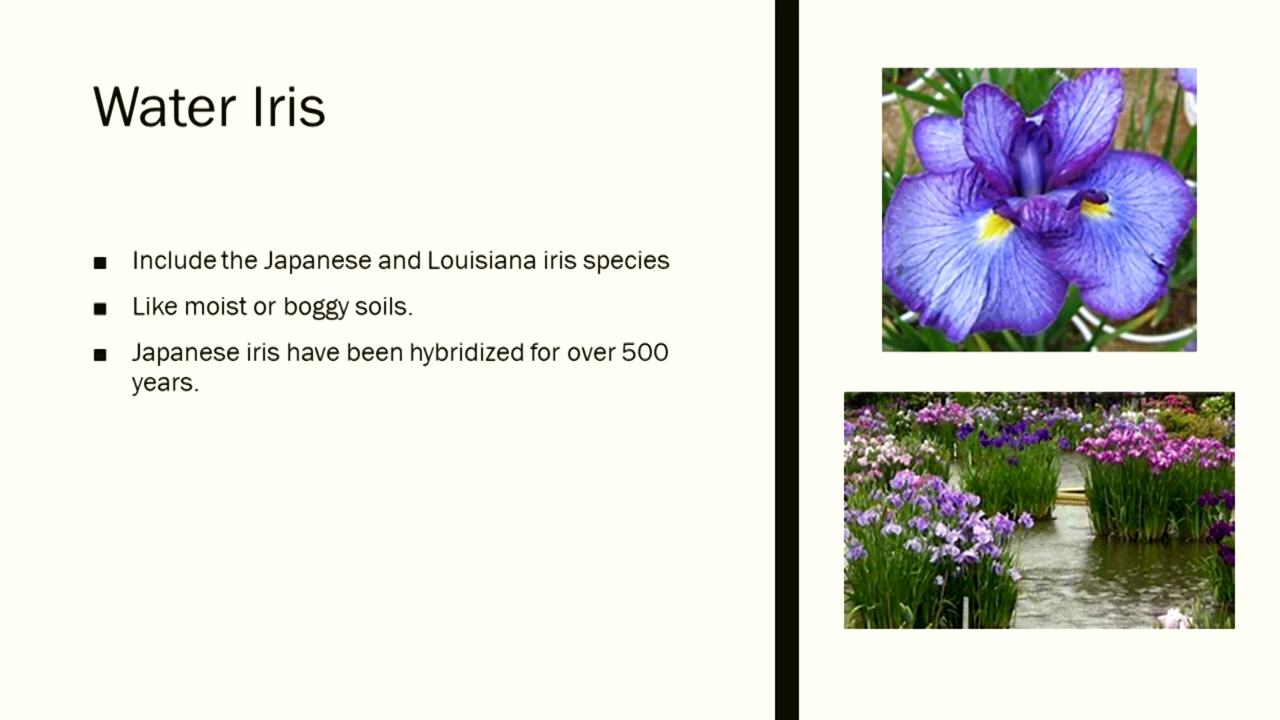 Water Iris
Include the Japanese and Louisiana iris species
Like moist or boggy soils.
Japanese iris have been hybridized for over 500
years.